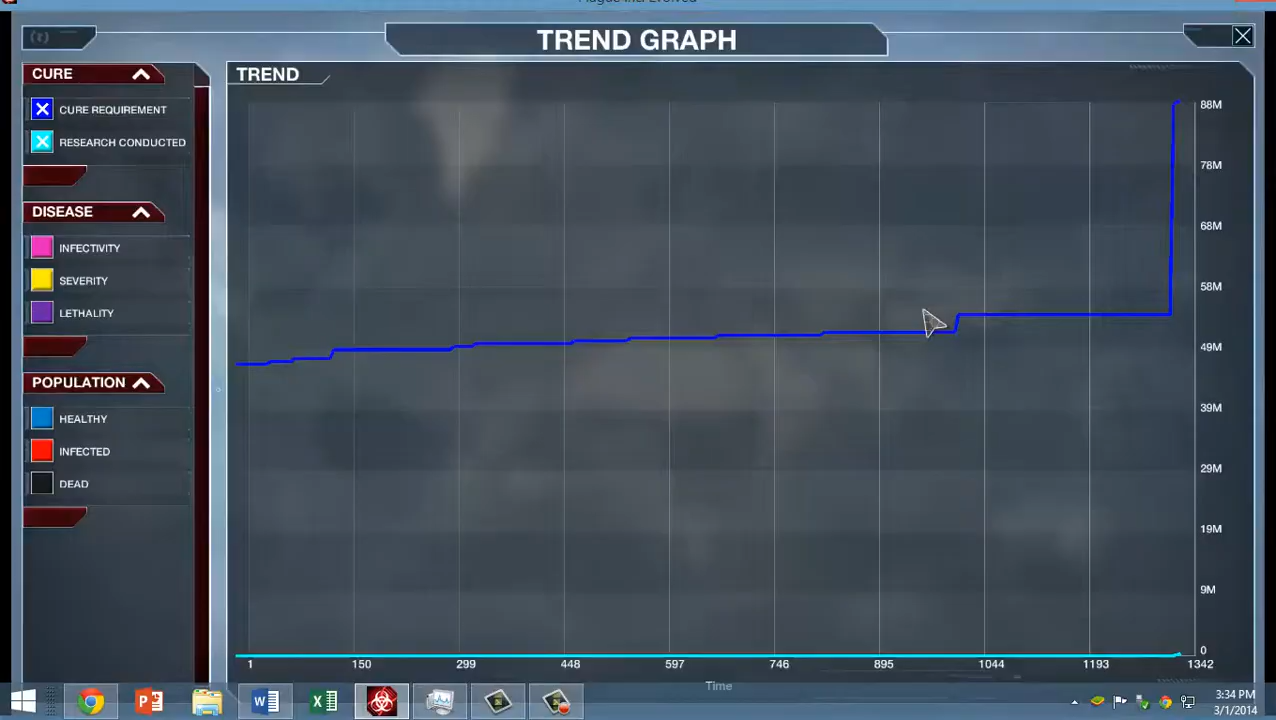 TREND GRAPH
CURE
CURE REQUIREMENT
RESEARCH CONDUCTED
DISEASE
INFECTIVITY
SEVERITY
LETHALITY
POPULATION
HEALTHY
INFECTED
DEAD
TREND
88M
78M
68M
58M
49M
39M
29M
19M
9M
0
1 150 299 448 597 746 895 1044 1193 1342
Time
3:34 PM
3/1/2014